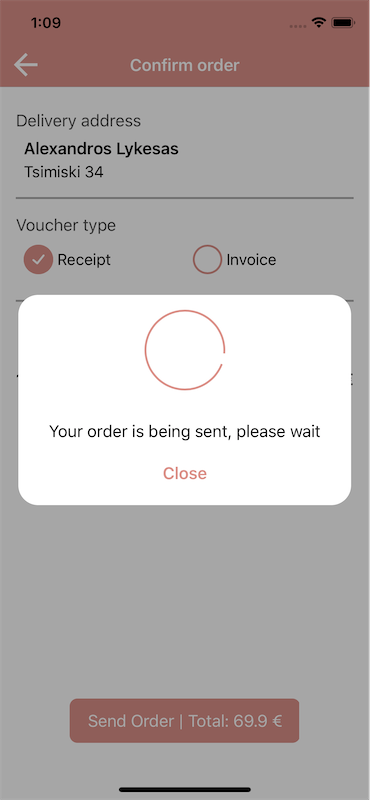 1:09
Confirm order
Delivery address
Alexandros Lykesas
Tsimiski 34
Voucher type
Receipt
Invoice
Your order is being sent, please wait
Close
Send Order | Total: 69.9 €